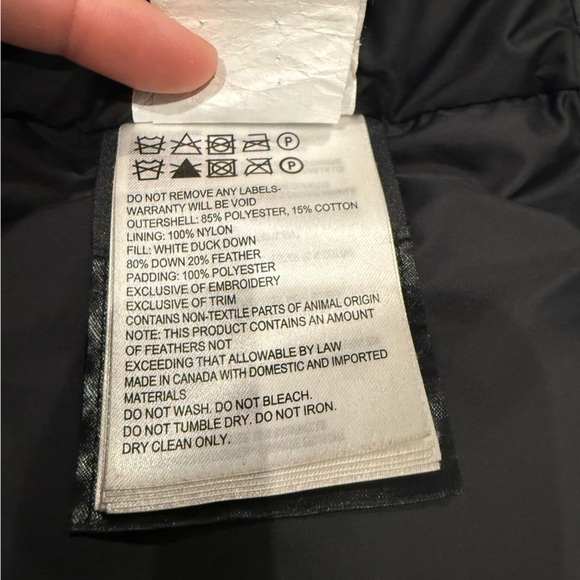 P
P
DO NOT REMOVE ANY LABELS-
WARRANTY WILL BE VOID
OUTERSHELL: 85% POLYESTER, 15% COTTON
LINING: 100% NYLON
FILL: WHITE DUCK DOWN
80% DOWN 20% FEATHER
PADDING: 100% POLYESTER
EXCLUSIVE OF EMBROIDERY
EXCLUSIVE OF TRIM
CONTAINS NON-TEXTILE PARTS OF ANIMAL ORIGIN
NOTE: THIS PRODUCT CONTAINS AN AMOUNT
OF FEATHERS NOT
EXCEEDING THAT ALLOWABLE BY LAW
MADE IN CANADA WITH DOMESTIC AND IMPORTED
MATERIALS
DO NOT WASH. DO NOT BLEACH.
DO NOT TUMBLE DRY. DO NOT IRON.
DRY CLEAN ONLY.